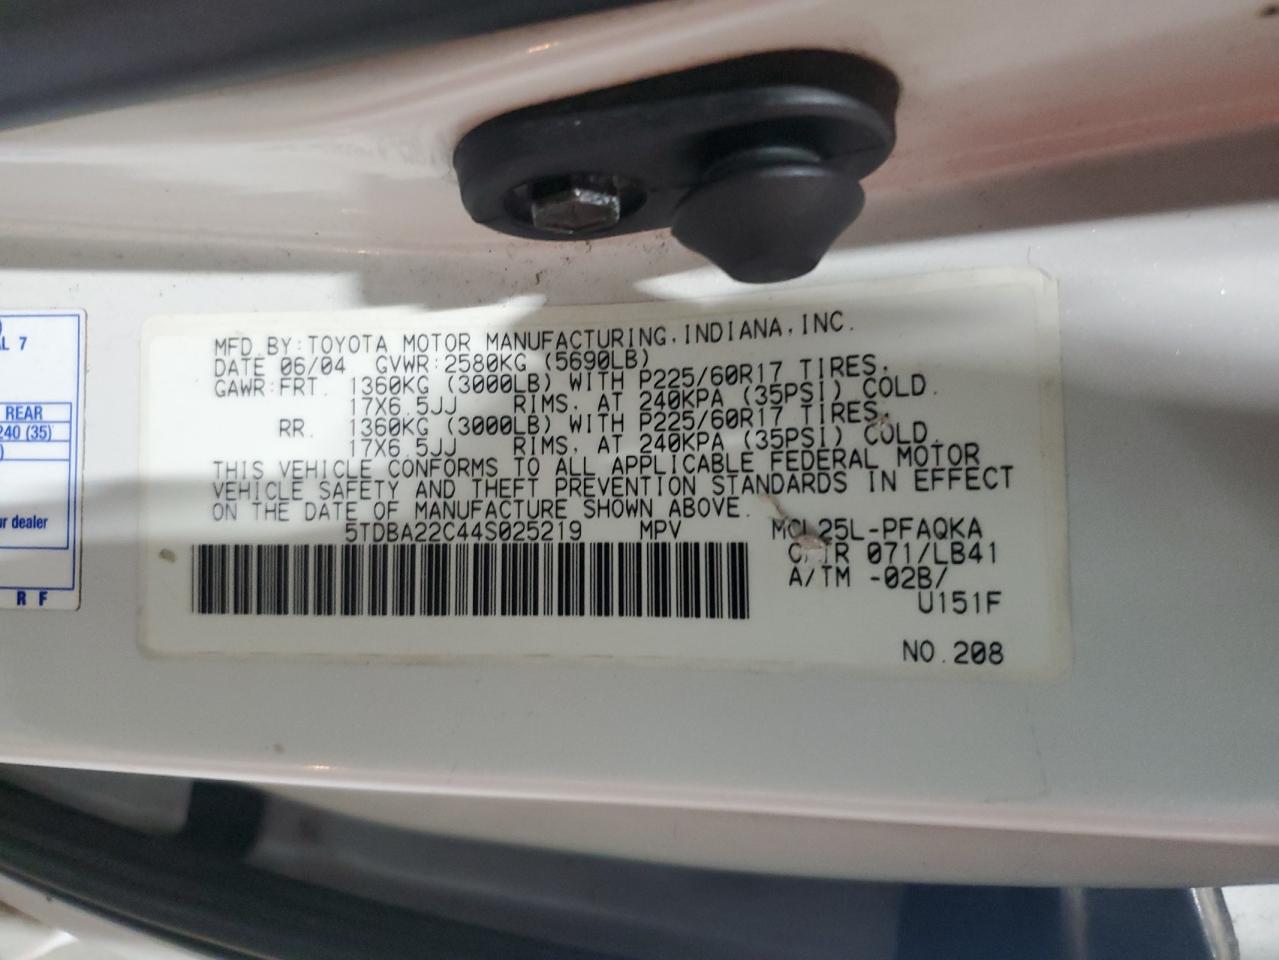 L 7
REAR
240 (35)
)
ur dealer
R F
MFD.BY:TOYOTA MOTOR MANUFACTURING,INDIANA,INC.
DATE 06/04 GVWR:2580KG (5690LB)
GAWR:FRT. 1360KG (3000LB) WITH P225/60R17 TIRES,
17X6.5JJ RIMS, AT 240KPA (35PSI) COLD.
RR. 1360KG (3000LB) WITH P225/60R17 TIRES,
17X6.5JJ RIMS, AT 240KPA (35PSI) COLD.
THIS VEHICLE CONFORMS TO ALL APPLICABLE FEDERAL MOTOR
VEHICLE SAFETY AND THEFT PREVENTION STANDARDS IN EFFECT
ON THE DATE OF MANUFACTURE SHOWN ABOVE.
5TDBA22C44S025219 MPV MCL25L-PFAQKA
C/TR 071/LB41
A/TM -02B/
U151F
NO.208